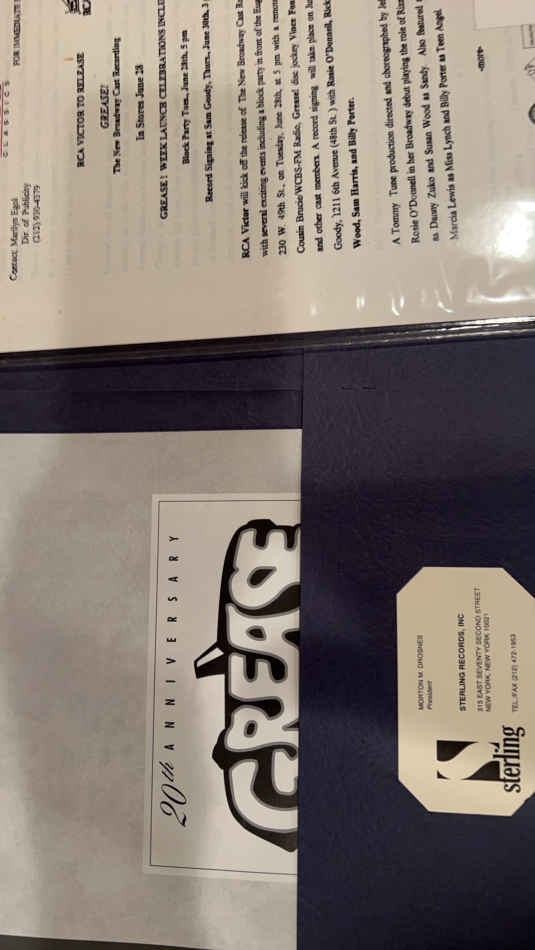 CLASSICS
Contact: Marilyn Egol
Dir. of Publicity
(212) 930-4379
FOR IMMEDIATE
RCA VICTOR TO RELEASE
GREASE!
The New Broadway Cast Recording
In Stores June 28
GREASE! WEEK LAUNCH CELEBRATIONS
Block Party Tues., June 28th, 5 pm
Record Signing at Sam Goody, Thurs., June 30th, 3
RCA Victor will kick off the release of The New Broadway Cast
with several exciting events including a block party in front of the
230 W. 49th St., on Tuesday, June 28th, at 5 pm with a
Cousin Brucie/WCBS-FM Radio, Grease! disc jockey Vince
and other cast members. A record signing will take place on
Goody, 1211 6th Avenue (48th St.) with Rosie O'Donnell,
Wood, Sam Harris, and Billy Porter.
A Tommy Tune production directed and choreographed by
Rosie O'Donnell in her Broadway debut playing the role of
as Danny Zuko and Susan Wood as Sandy. Also featured
Marcia Lewis as Miss Lynch and Billy Porter as Teen Angel.
-more-
20th ANNIVERSARY
GREASE
MORTON M. DROSNES
President
STERLING RECORDS, INC
315 EAST SEVENTY SECOND STREET
NEW YORK, NEW YORK 10021
TEL/FAX (212) 472-1953
S
sterling